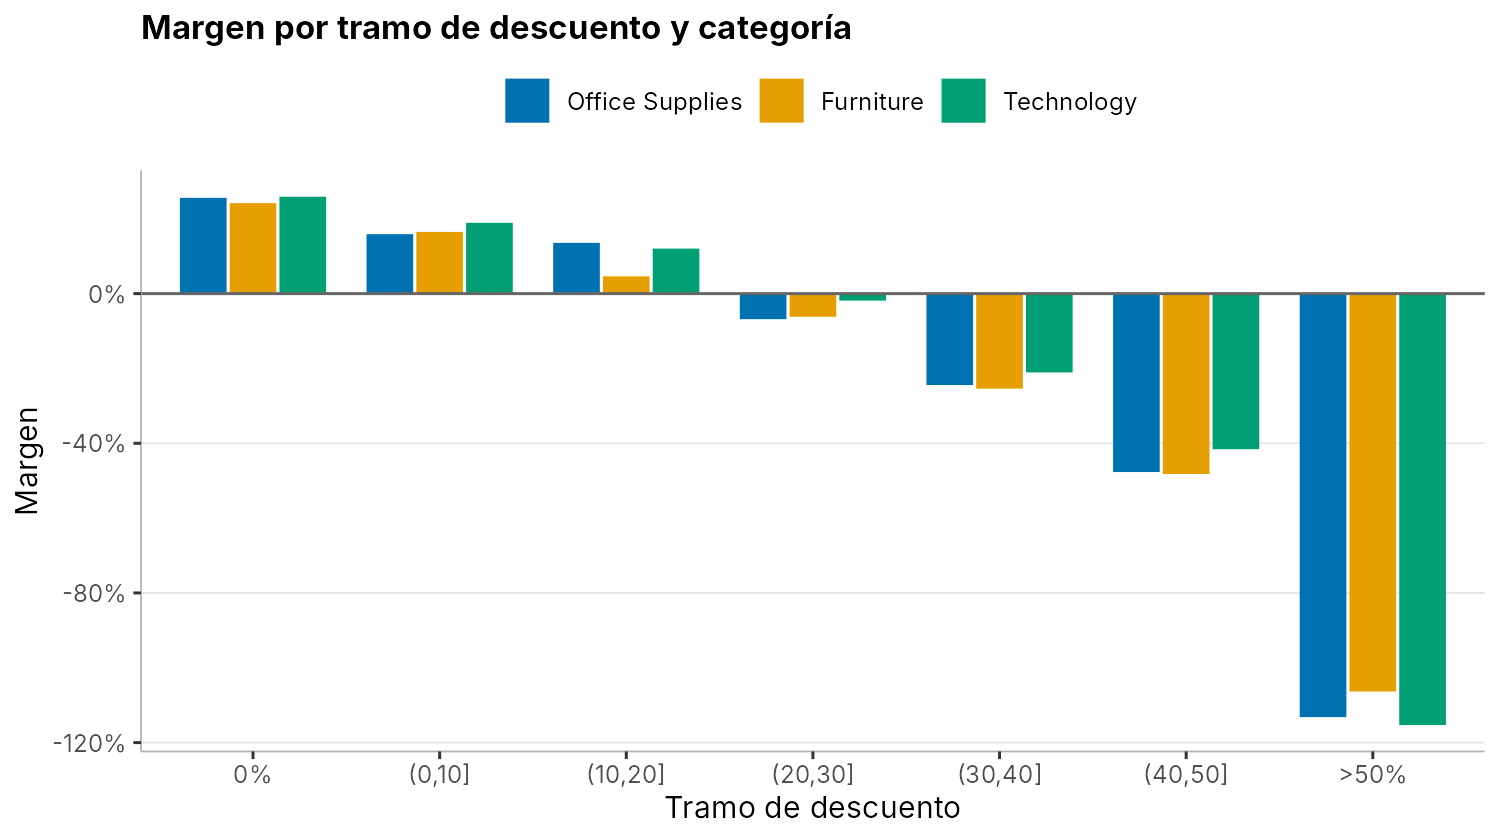 Margen por tramo de descuento y categoría
Office Supplies Furniture Technology
0%
-40%
-80%
-120%
Margen
0% (0,10] (10,20] (20,30] (30,40] (40,50] >50%
Tramo de descuento